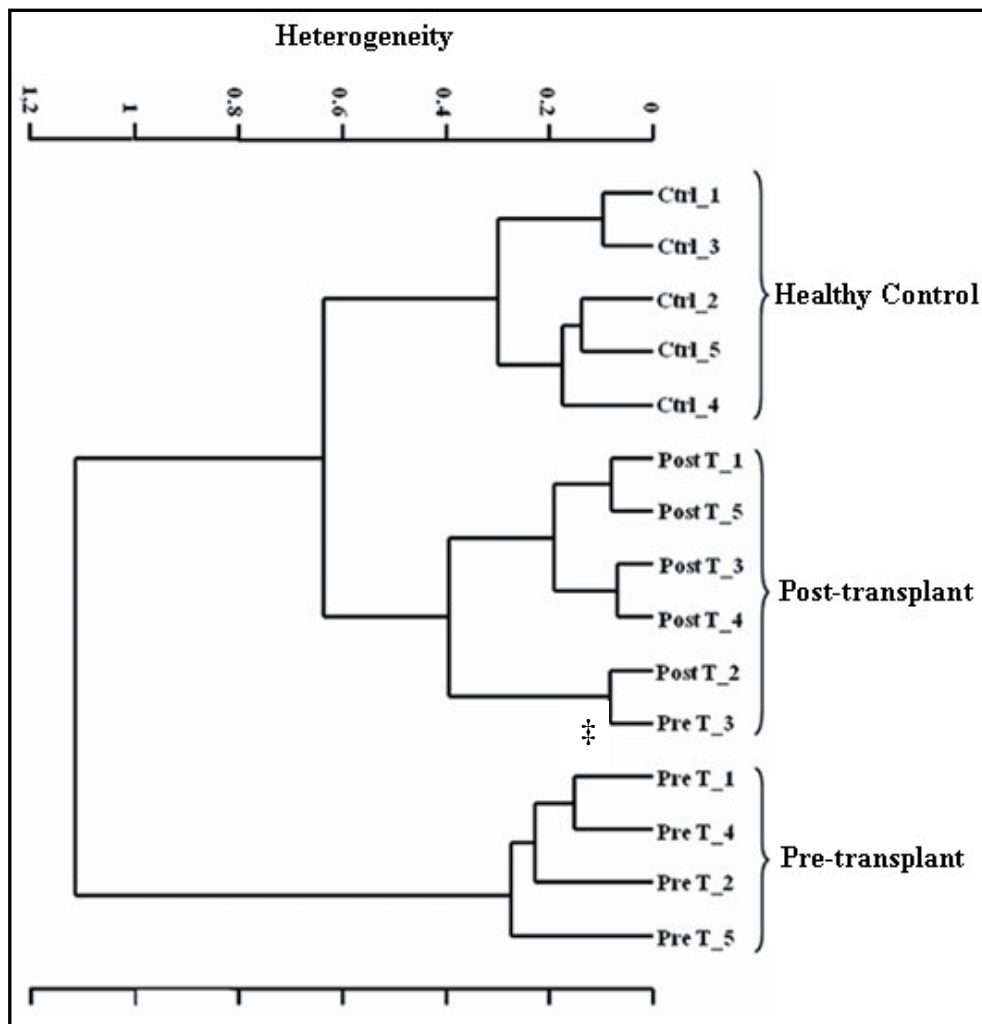 Heterogeneity
1,2 1 0.8 0.6 0.4 0.2 0
Ctrl_1
Ctrl_3
Ctrl_2
Ctrl_5
Ctrl_4
Healthy Control
Post T_1
Post T_5
Post T_3
Post T_4
Post T_2
‡ Pre T_3
Post-transplant
Pre T_1
Pre T_4
Pre T_2
Pre T_5
Pre-transplant